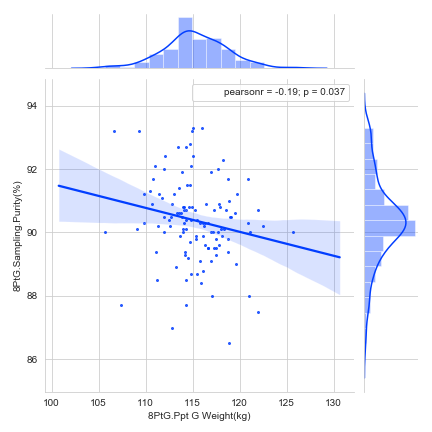 pearsonr = -0.19; p = 0.037
94
92
90
88
86
8PtG.Sampling.Purity(%)
100 105 110 115 120 125 130
8PtG.Ppt G Weight(kg)